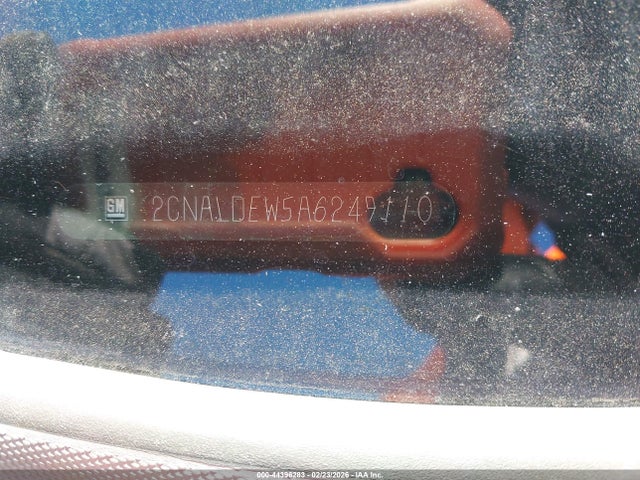 GM 2CNALDEW5A6249110
000-44398283 - 02/23/2026 - IAA Inc.